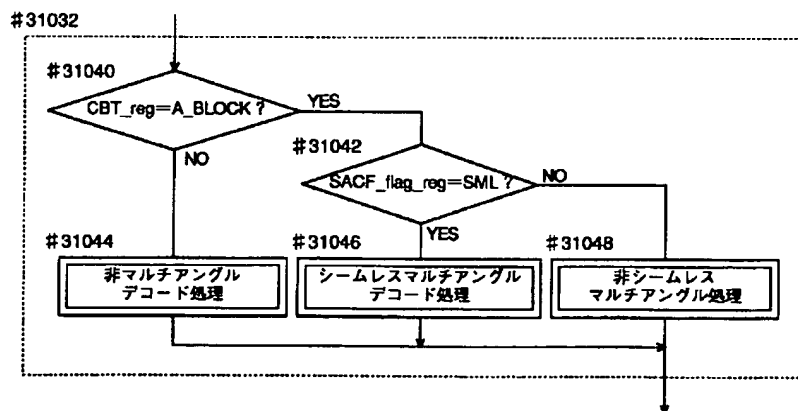 #31032
#31040
CBT_reg=A_BLOCK?
YES
NO
#31042
SACF_flag_reg=SML?
NO
YES
#31044
非マルチアングル
デコード処理
#31046
シームレスマルチアングル
デコード処理
#31048
非シームレス
マルチアングル処理